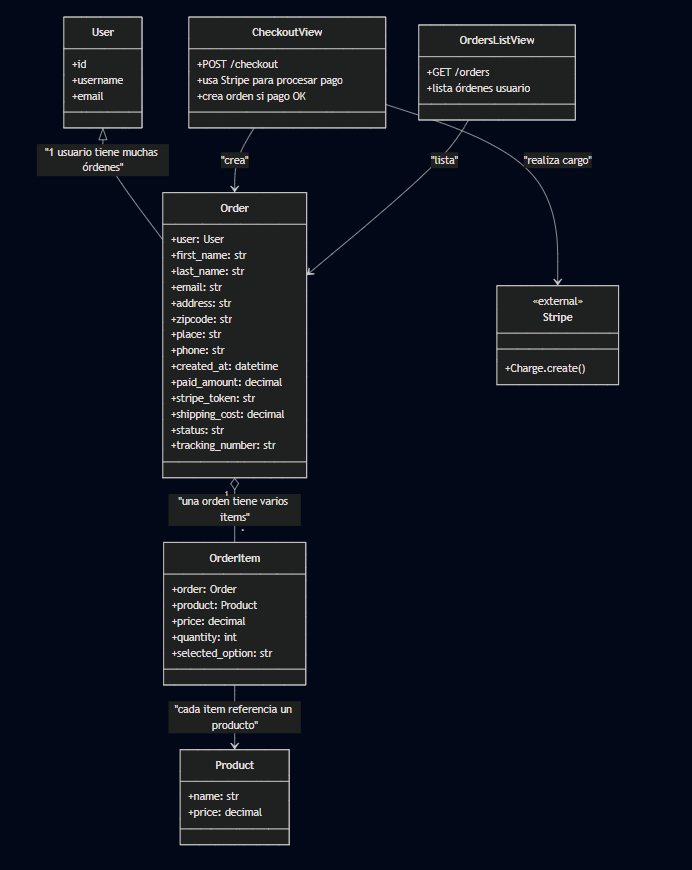 User
+id
+username
+email
CheckoutView
+POST /checkout
+usa Stripe para procesar pago
+crea orden si pago OK
OrdersListView
+GET /orders
+lista órdenes usuario
"1 usuario tiene muchas
órdenes"
"crea"
"lista"
"realiza cargo"
Order
+user: User
+first_name: str
+last_name: str
+email: str
+address: str
+zipcode: str
+place: str
+phone: str
+created_at: datetime
+paid_amount: decimal
+stripe_token: str
+shipping_cost: decimal
+status: str
+tracking_number: str
«external»
Stripe
+Charge.create()
1
"una orden tiene varios
items"
*
OrderItem
+order: Order
+product: Product
+price: decimal
+quantity: int
+selected_option: str
"cada item referencia un
producto"
Product
+name: str
+price: decimal